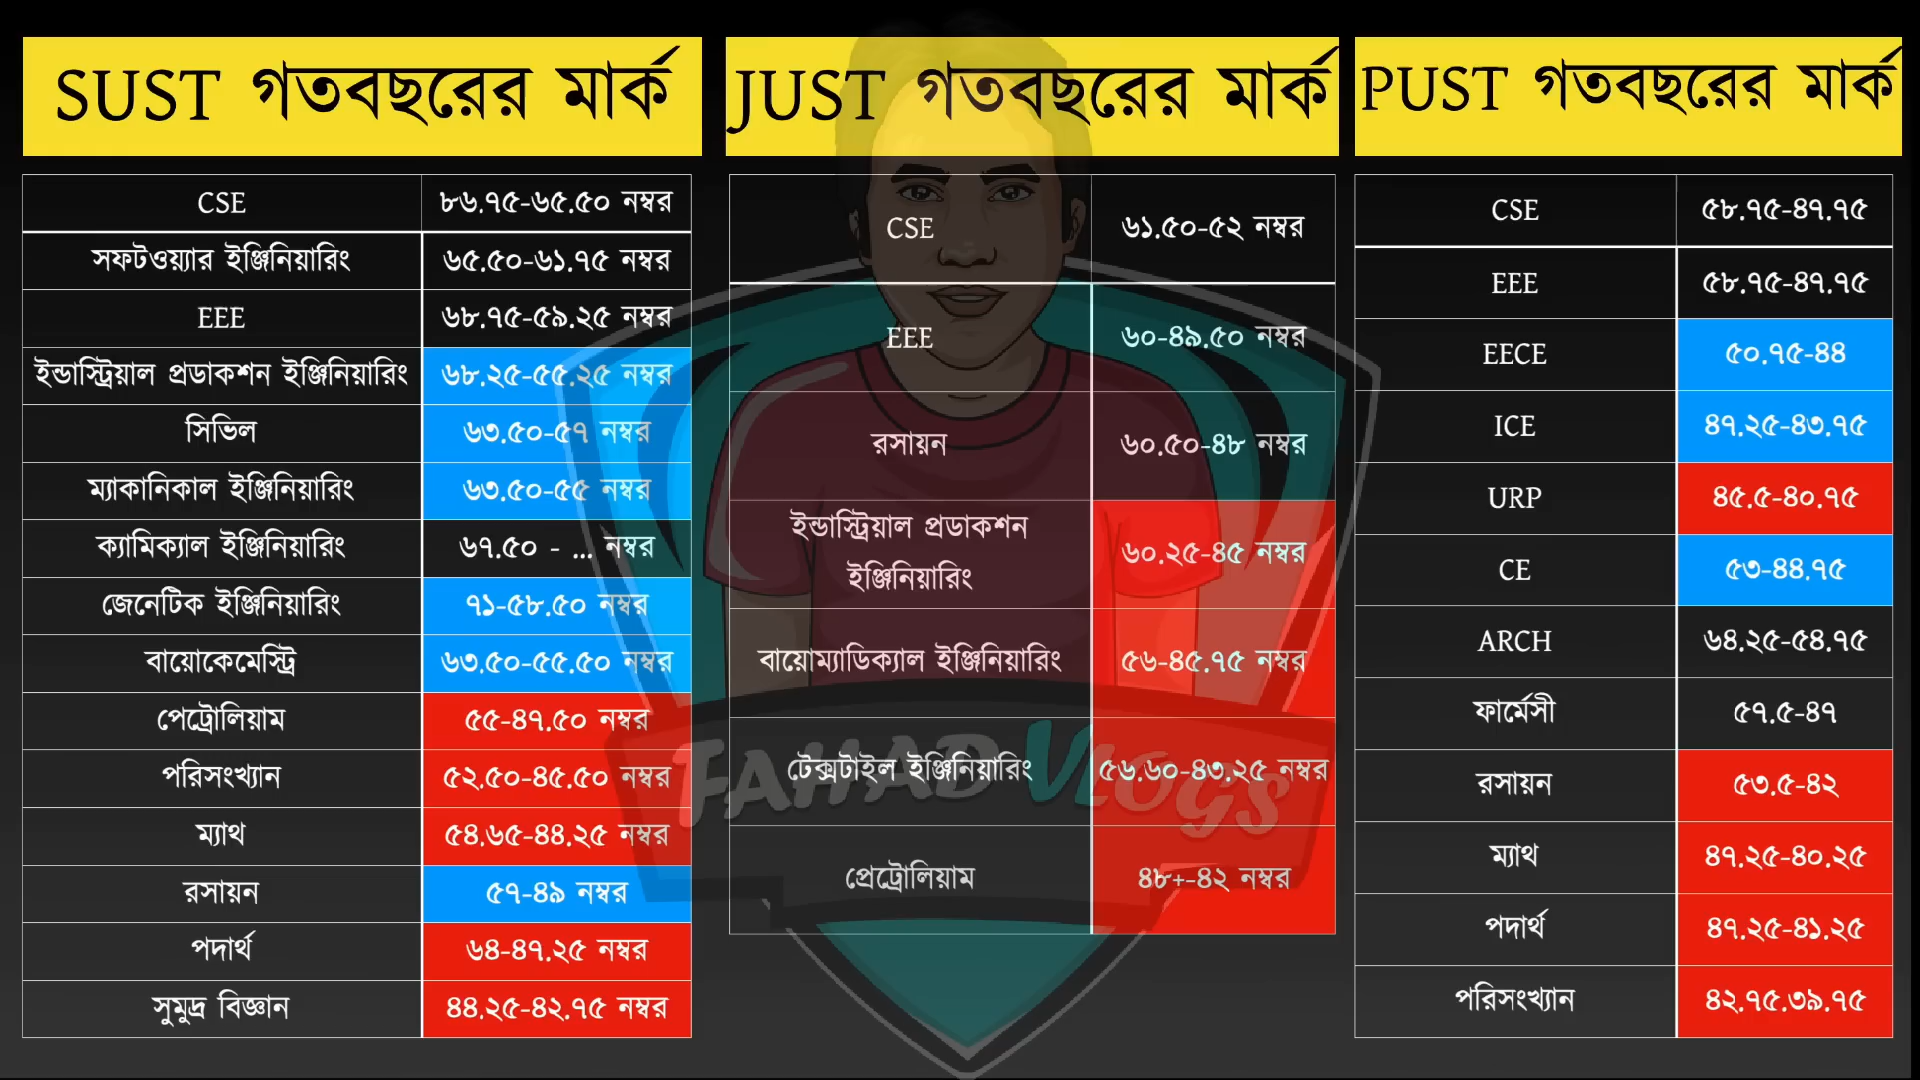 SUST গতবছরের মার্ক
CSE ৮৬.৭৫-৬৫.৫০ নম্বর
সফটওয়্যার ইঞ্জিনিয়ারিং ৬৫.৫০-৬১.৭৫ নম্বর
EEE ৬৮.৭৫-৫৯.২৫ নম্বর
ইন্ডাস্ট্রিয়াল প্রডাকশন ইঞ্জিনিয়ারিং ৬৮.২৫-৫৫.২৫ নম্বর
সিভিল ৬৩.৫০-৫৭ নম্বর
ম্যাকানিকাল ইঞ্জিনিয়ারিং ৬৩.৫০-৫৫ নম্বর
ক্যামিক্যাল ইঞ্জিনিয়ারিং ৬৭.৫০ - ... নম্বর
জেনেটিক ইঞ্জিনিয়ারিং ৭১-৫৮.৫০ নম্বর
বায়োকেমেস্ট্রি ৬৩.৫০-৫৫.৫০ নম্বর
পেট্রোলিয়াম ৫৫-৪৭.৫০ নম্বর
পরিসংখ্যান ৫২.৫০-৪৫.৫০ নম্বর
ম্যাথ ৫৪.৬৫-৪৪.২৫ নম্বর
রসায়ন ৫৭-৪৯ নম্বর
পদার্থ ৬৪-৪৭.২৫ নম্বর
সুমুদ্র বিজ্ঞান ৪৪.২৫-৪২.৭৫ নম্বর
JUST গতবছরের মার্ক
CSE ৬১.৫০-৫২ নম্বর
EEE ৬০-৪৯.৫০ নম্বর
রসায়ন ৬০.৫০-৪৮ নম্বর
ইন্ডাস্ট্রিয়াল প্রডাকশন
ইঞ্জিনিয়ারিং ৬০.২৫-৪৫ নম্বর
বায়োম্যাডিক্যাল ইঞ্জিনিয়ারিং ৫৬-৪৫.৭৫ নম্বর
টেক্সটাইল ইঞ্জিনিয়ারিং ৫৬.৬০-৪৩.২৫ নম্বর
প্রেট্রোলিয়াম ৪৮+-৪২ নম্বর
FAHAD VLOGS
PUST গতবছরের মার্ক
CSE ৫৮.৭৫-৪৭.৭৫
EEE ৫৮.৭৫-৪৭.৭৫
EECE ৫০.৭৫-৪৪
ICE ৪৭.২৫-৪৩.৭৫
URP ৪৫.৫-৪০.৭৫
CE ৫৩-৪৪.৭৫
ARCH ৬৪.২৫-৫৪.৭৫
ফার্মেসী ৫৭.৫-৪৭
রসায়ন ৫৩.৫-৪২
ম্যাথ ৪৭.২৫-৪০.২৫
পদার্থ ৪৭.২৫-৪১.২৫
পরিসংখ্যান ৪২.৭৫.৩৯.৭৫